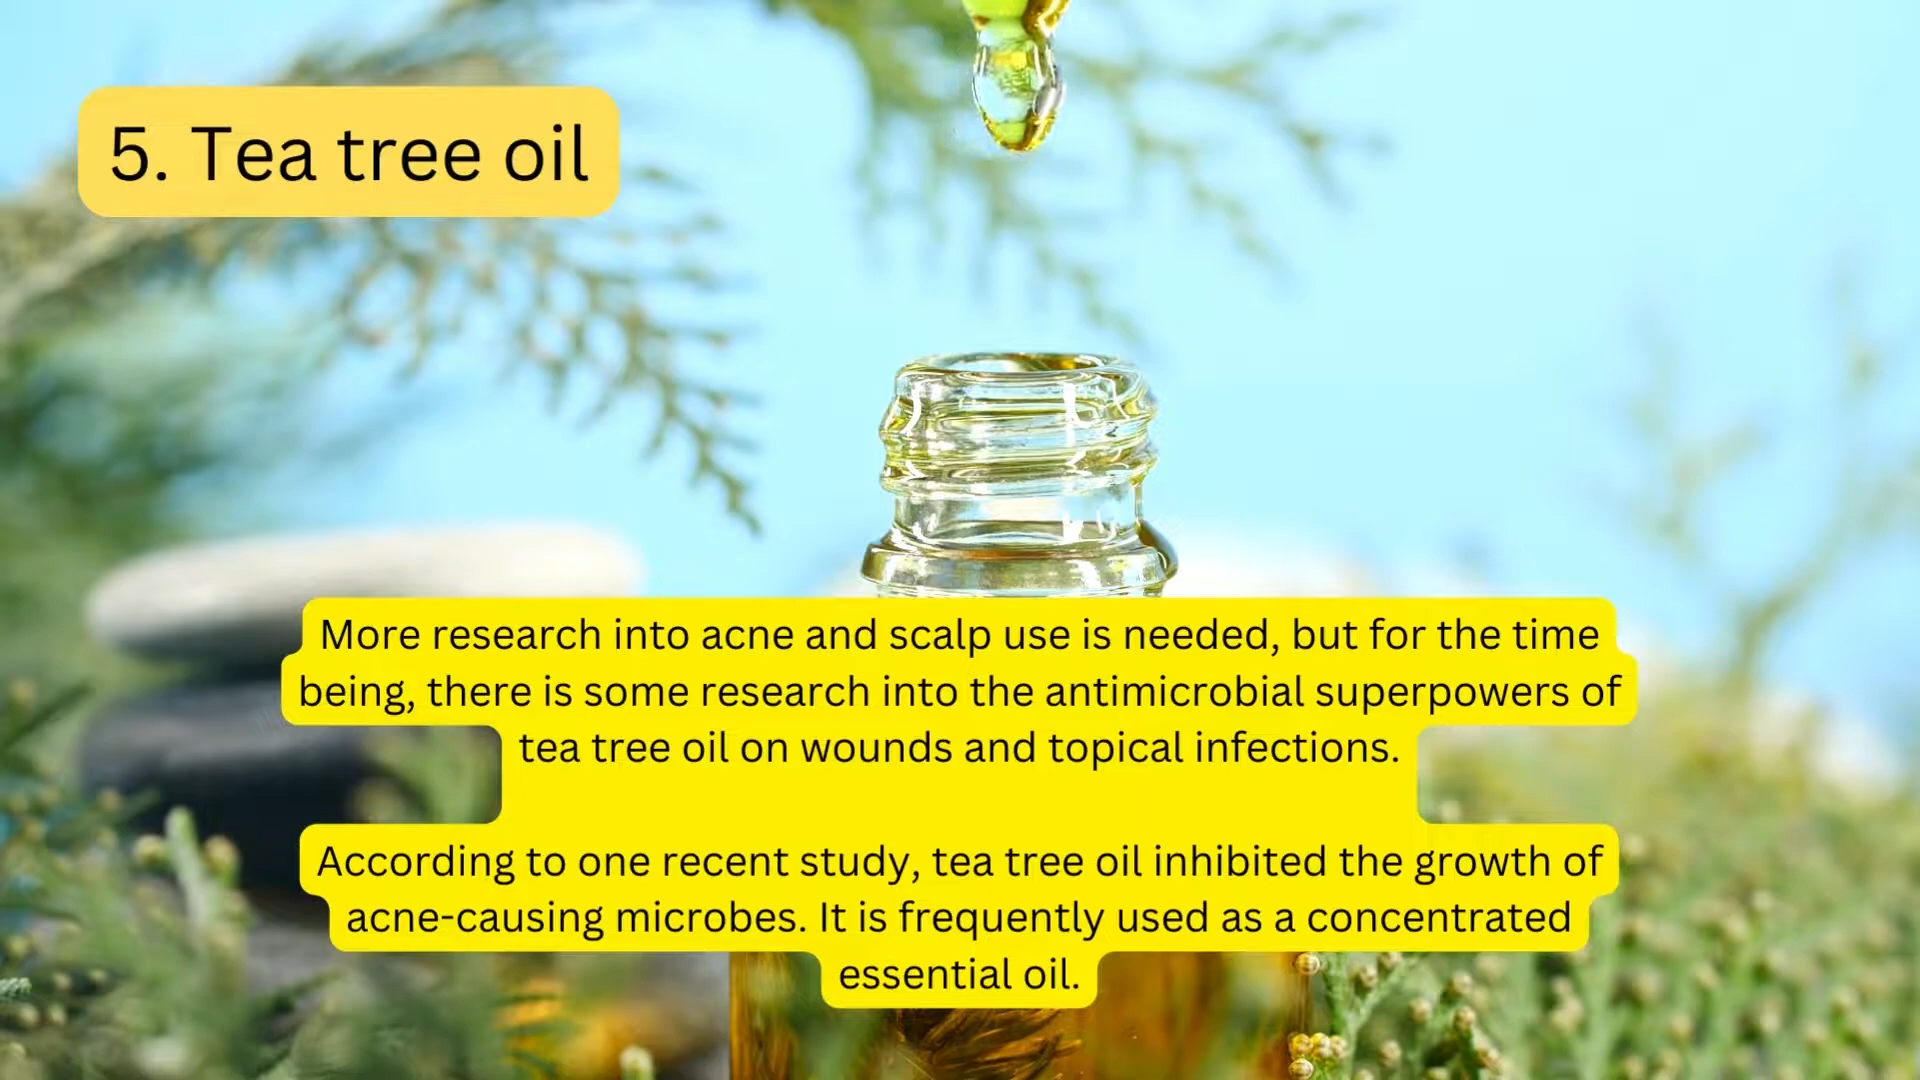 5. Tea tree oil
More research into acne and scalp use is needed, but for the time
being, there is some research into the antimicrobial superpowers of
tea tree oil on wounds and topical infections.
According to one recent study, tea tree oil inhibited the growth of
acne-causing microbes. It is frequently used as a concentrated
essential oil.